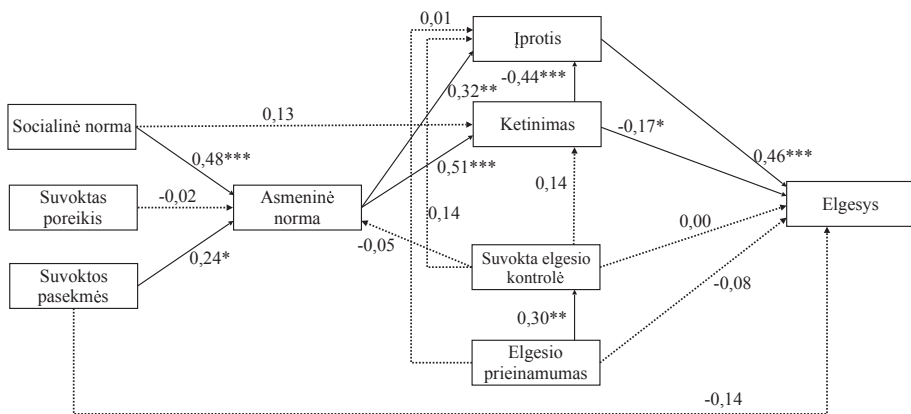 0,01
Įprotis
-0,44***
0,32**
Socialinė norma
0,13
Ketinimas
-0,17*
0,48***
0,51***
0,46***
Suvoktas
poreikis
-0,02
Asmeninė
norma
0,14
Elgesys
0,14
0,00
-0,05
Suvoktos
pasekmės
0,24*
Suvokta elgesio
kontrolė
-0,08
0,30**
Elgesio
prieinamumas
-0,14